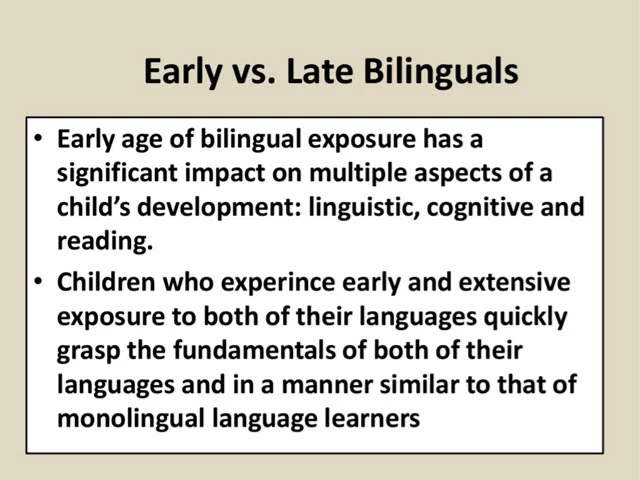 Early vs. Late Bilinguals
• Early age of bilingual exposure has a
significant impact on multiple aspects of a
child’s development: linguistic, cognitive and
reading.
• Children who experince early and extensive
exposure to both of their languages quickly
grasp the fundamentals of both of their
languages and in a manner similar to that of
monolingual language learners